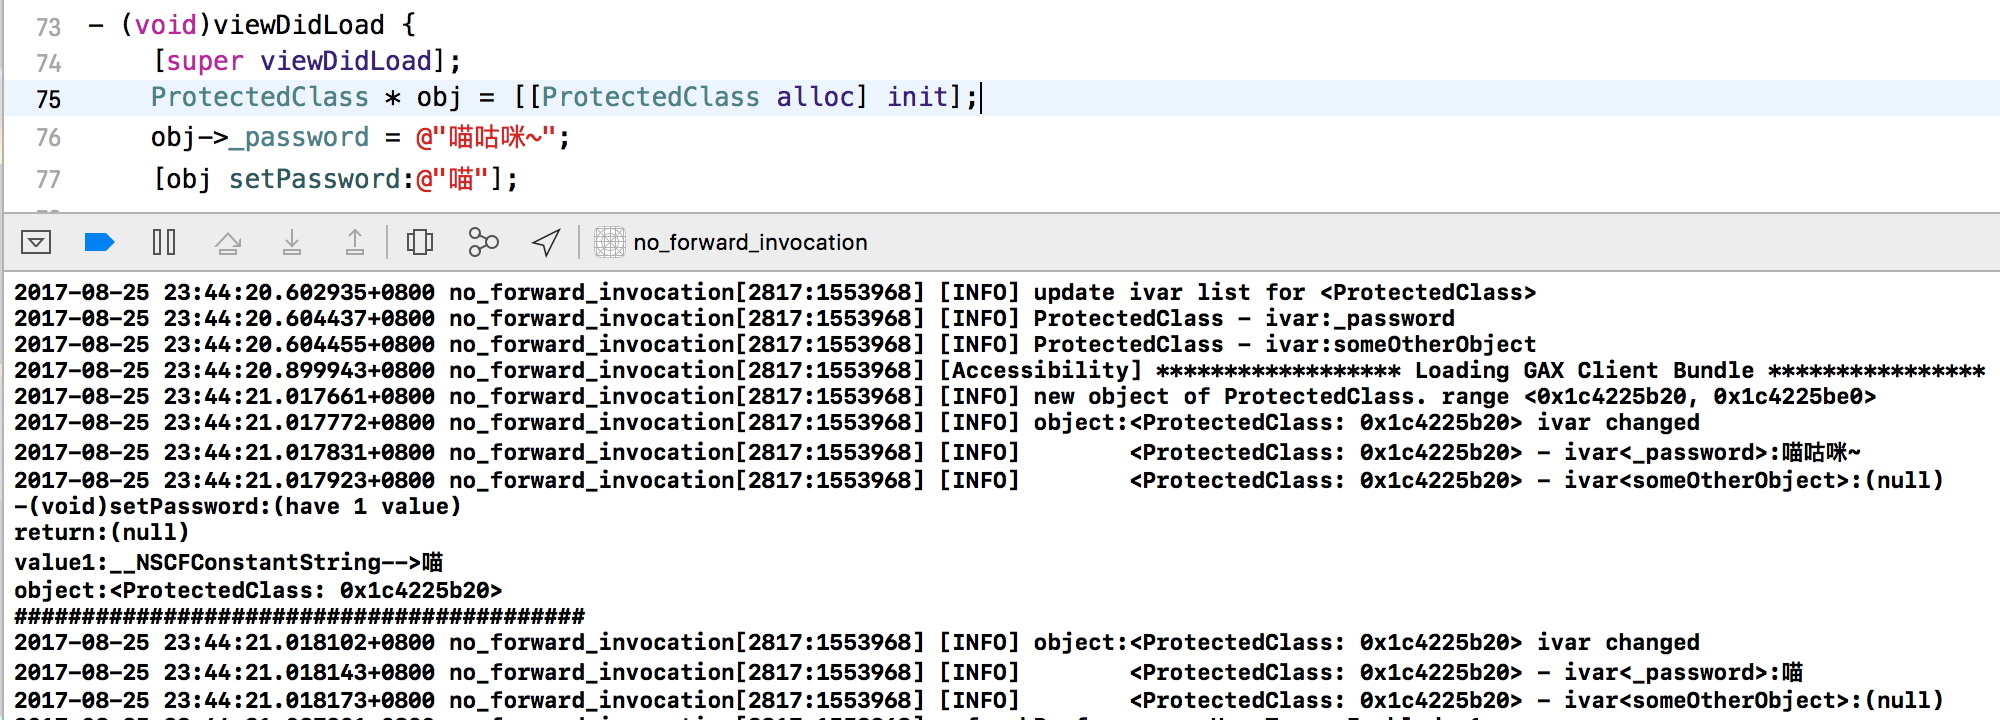 73 - (void)viewDidLoad {
74 [super viewDidLoad];
75 ProtectedClass * obj = [[ProtectedClass alloc] init];
76 obj->_password = @"喵咕咪~";
77 [obj setPassword:@"喵"];
no_forward_invocation
2017-08-25 23:44:20.602935+0800 no_forward_invocation[2817:1553968] [INFO] update ivar list for <ProtectedClass>
2017-08-25 23:44:20.604437+0800 no_forward_invocation[2817:1553968] [INFO] ProtectedClass - ivar:_password
2017-08-25 23:44:20.604455+0800 no_forward_invocation[2817:1553968] [INFO] ProtectedClass - ivar:someOtherObject
2017-08-25 23:44:20.899943+0800 no_forward_invocation[2817:1553968] [Accessibility] ****************** Loading GAX Client Bundle ****************
2017-08-25 23:44:21.017661+0800 no_forward_invocation[2817:1553968] [INFO] new object of ProtectedClass. range <0x1c4225b20, 0x1c4225be0>
2017-08-25 23:44:21.017772+0800 no_forward_invocation[2817:1553968] [INFO] object:<ProtectedClass: 0x1c4225b20> ivar changed
2017-08-25 23:44:21.017831+0800 no_forward_invocation[2817:1553968] [INFO] <ProtectedClass: 0x1c4225b20> - ivar<_password>:喵咕咪~
2017-08-25 23:44:21.017923+0800 no_forward_invocation[2817:1553968] [INFO] <ProtectedClass: 0x1c4225b20> - ivar<someOtherObject>:(null)
-(void)setPassword:(have 1 value)
return:(null)
value1:__NSCFConstantString-->喵
object:<ProtectedClass: 0x1c4225b20>
##########################################
2017-08-25 23:44:21.018102+0800 no_forward_invocation[2817:1553968] [INFO] object:<ProtectedClass: 0x1c4225b20> ivar changed
2017-08-25 23:44:21.018143+0800 no_forward_invocation[2817:1553968] [INFO] <ProtectedClass: 0x1c4225b20> - ivar<_password>:喵
2017-08-25 23:44:21.018173+0800 no_forward_invocation[2817:1553968] [INFO] <ProtectedClass: 0x1c4225b20> - ivar<someOtherObject>:(null)